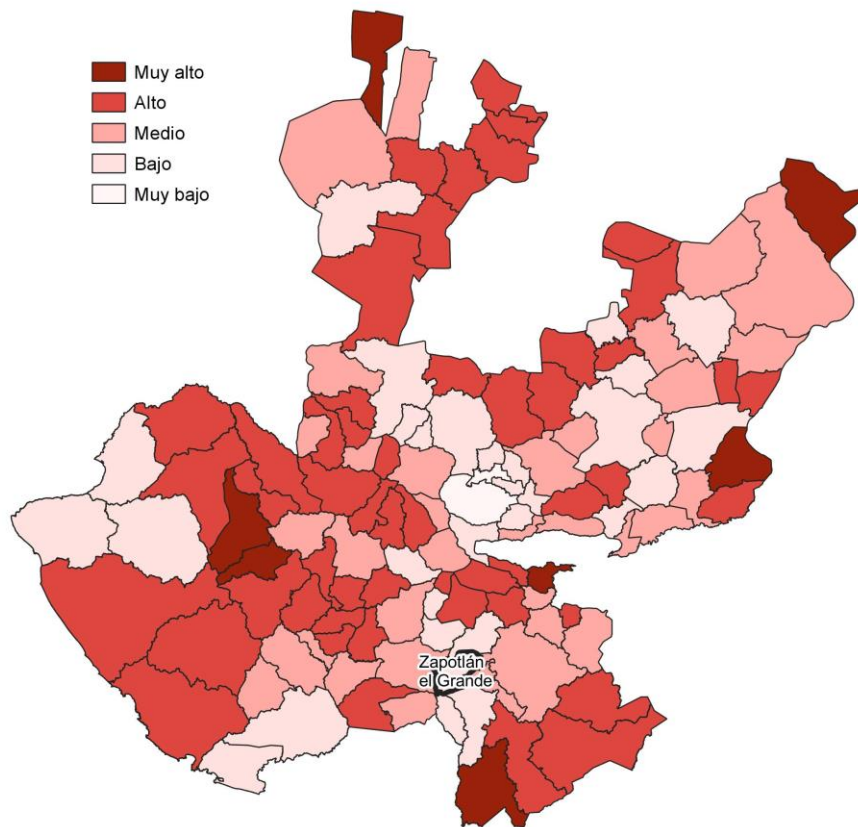 Muy alto
Alto
Medio
Bajo
Muy bajo
Zapotlán
el Grande